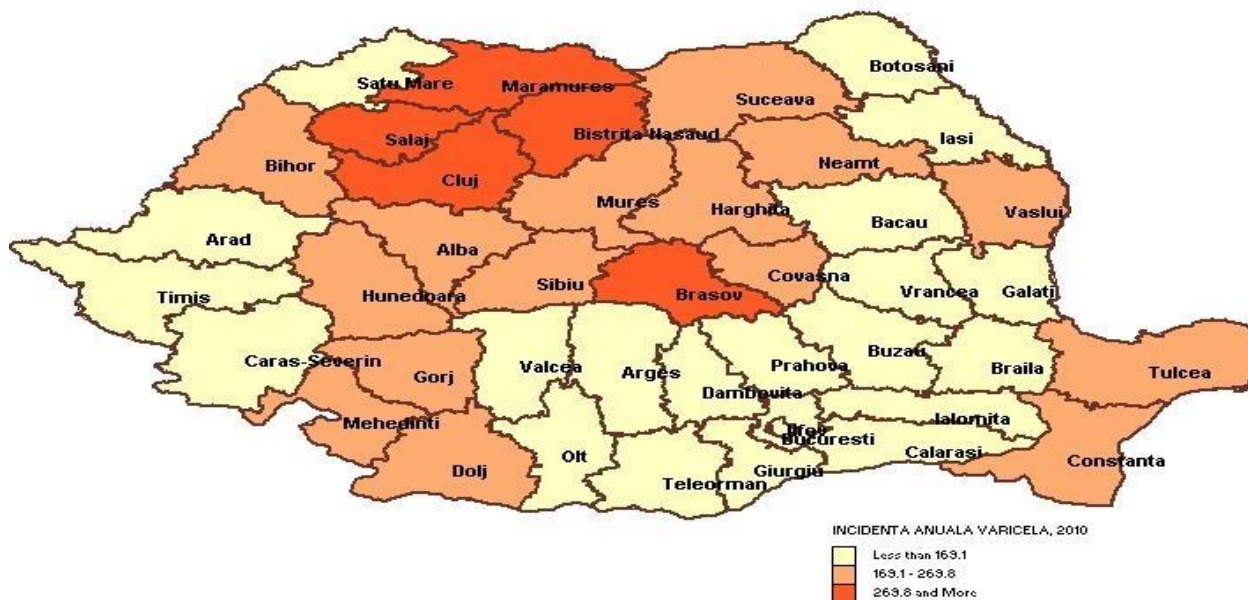 Botosani
Satu Mare
Maramures
Suceava
Iasi
Salaj
Bistrita Nasaud
Bihor
Cluj
Neamt
Mures
Harghita
Vaslui
Bacau
Arad
Alba
Timis
Hunedoara
Sibiu
Brasov
Covasna
Vrancea
Galati
Caras-Severin
Gorj
Valcea
Arges
Prahova
Buzau
Braila
Tulcea
Dambovita
Mehedinti
Ialomita
Ilfov
Bucuresti
Calarasi
Constanta
Dolj
Olt
Teleorman
Giurgiu
INCIDENTA ANUALA VARICELA, 2010
Less than 169.1
169.1 - 269.8
269.8 and More